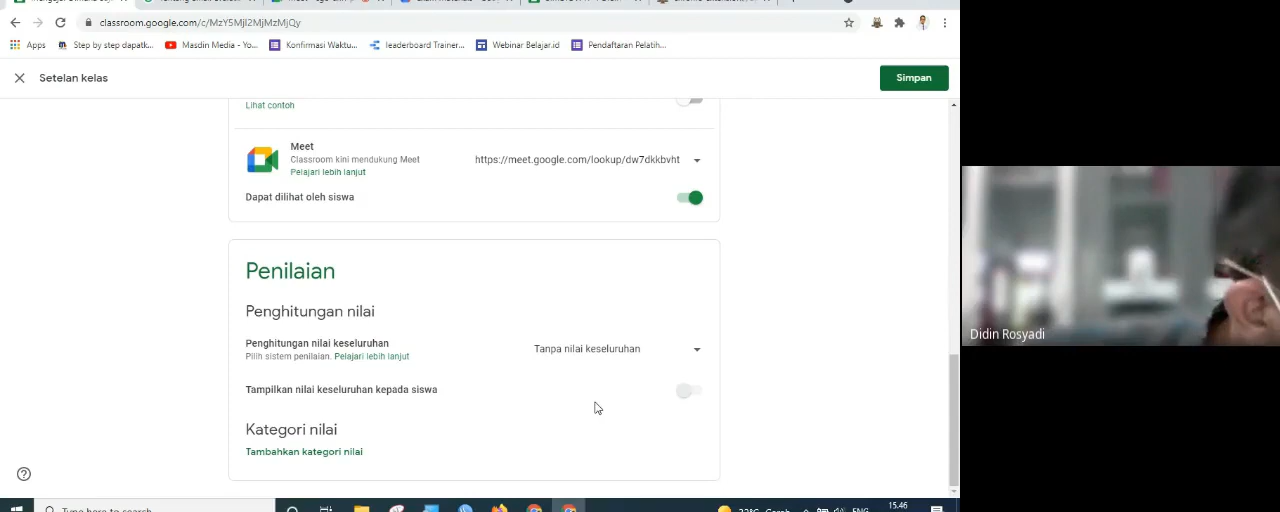 classroom.google.com/c/MzY5MjI2MjMzMjQy
Apps
Step by step dapatk...
Masdin Media - Yo...
Konfirmasi Waktu...
leaderboard Trainer...
Webinar Belajar.id
Pendaftaran Pelatih...
Setelan kelas
Simpan
Lihat contoh
Meet
Classroom kini mendukung Meet
Pelajari lebih lanjut
https://meet.google.com/lookup/dw7dkkbvht
Dapat dilihat oleh siswa
Penilaian
Penghitungan nilai
Penghitungan nilai keseluruhan
Pilih sistem penilaian. Pelajari lebih lanjut
Tanpa nilai keseluruhan
Tampilkan nilai keseluruhan kepada siswa
Kategori nilai
Tambahkan kategori nilai
Didin Rosyadi
Type here to search
ENG
15.46